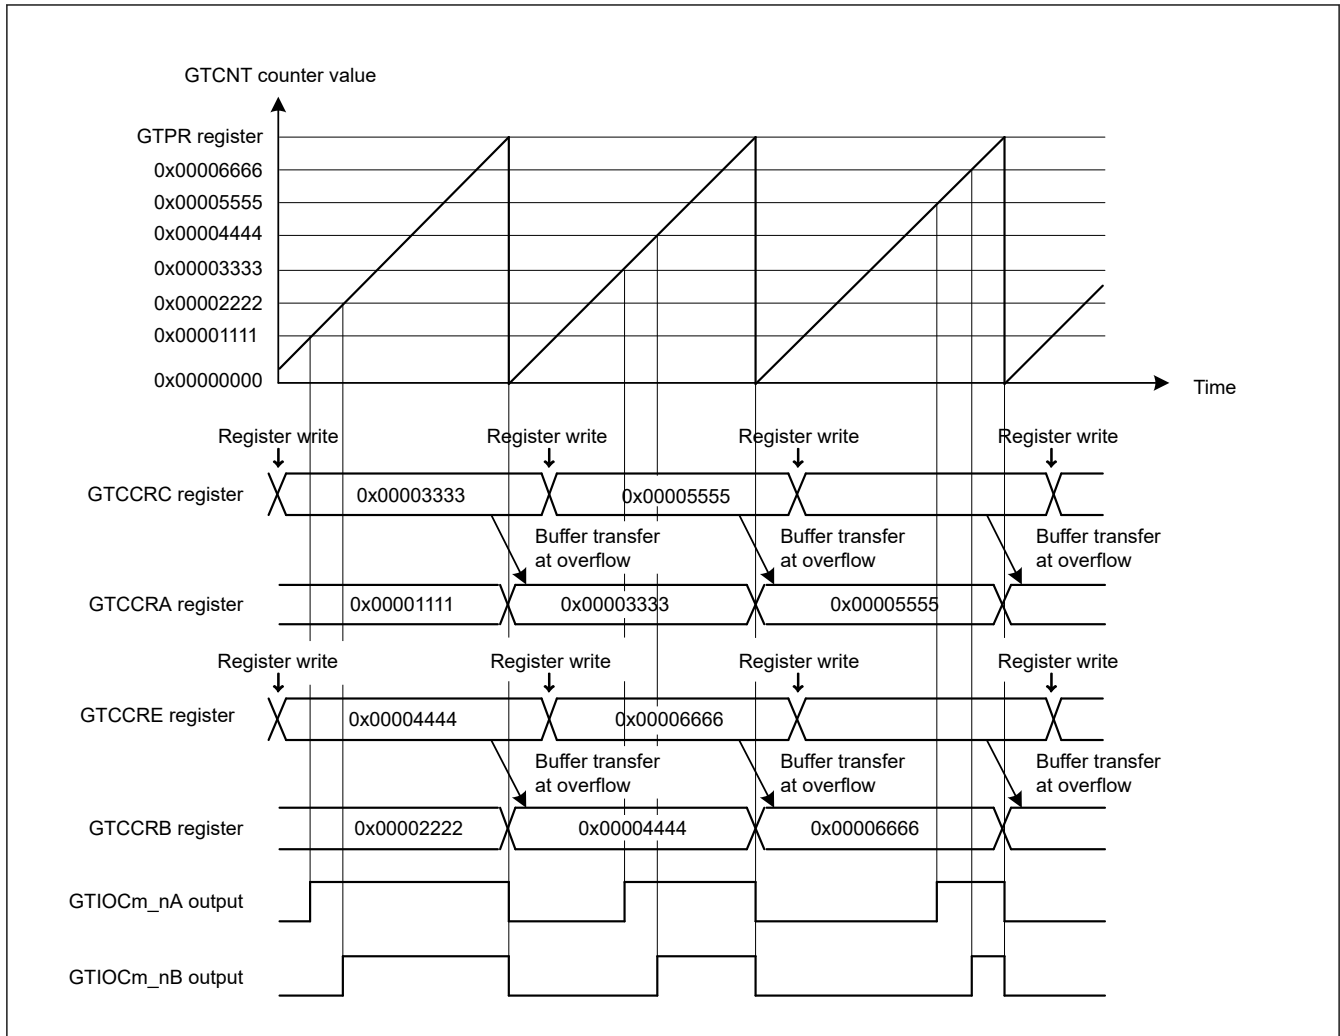 GTCNT counter value
GTPR register
0x00006666
0x00005555
0x00004444
0x00003333
0x00002222
0x00001111
0x00000000
Time
Register write Register write Register write Register write
GTCCRC register 0x00003333 0x00005555
Buffer transfer Buffer transfer Buffer transfer
at overflow at overflow at overflow
GTCCRA register 0x00001111 0x00003333 0x00005555
Register write Register write Register write Register write
GTCCRE register 0x00004444 0x00006666
Buffer transfer Buffer transfer Buffer transfer
at overflow at overflow at overflow
GTCCRB register 0x00002222 0x00004444 0x00006666
GTIOCm_nA output
GTIOCm_nB output